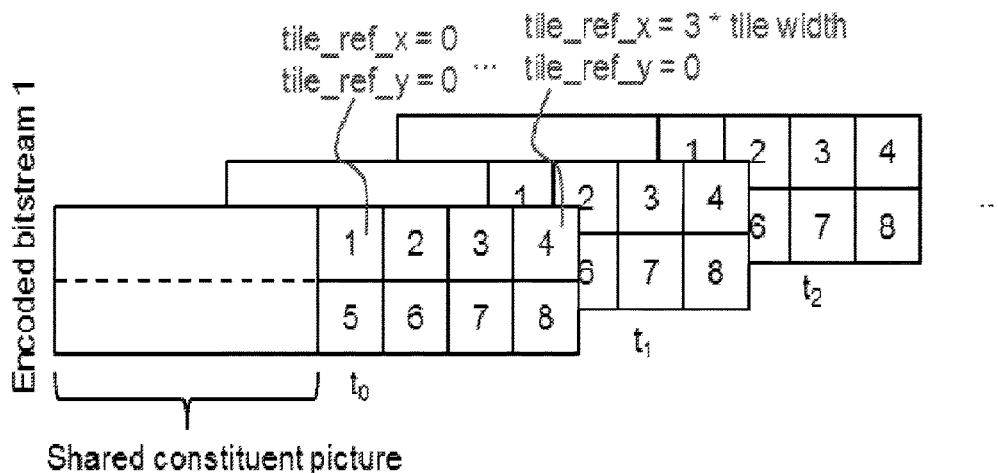 tile_ref_x = 0
tile_ref_y = 0
...
tile_ref_x = 3 * tile width
tile_ref_y = 0
Encoded bitstream 1
1 2 3 4
6 7 8
t2
...
1 2 3 4
6 7 8
t1
1 2 3 4
5 6 7 8
t0
Shared constituent picture